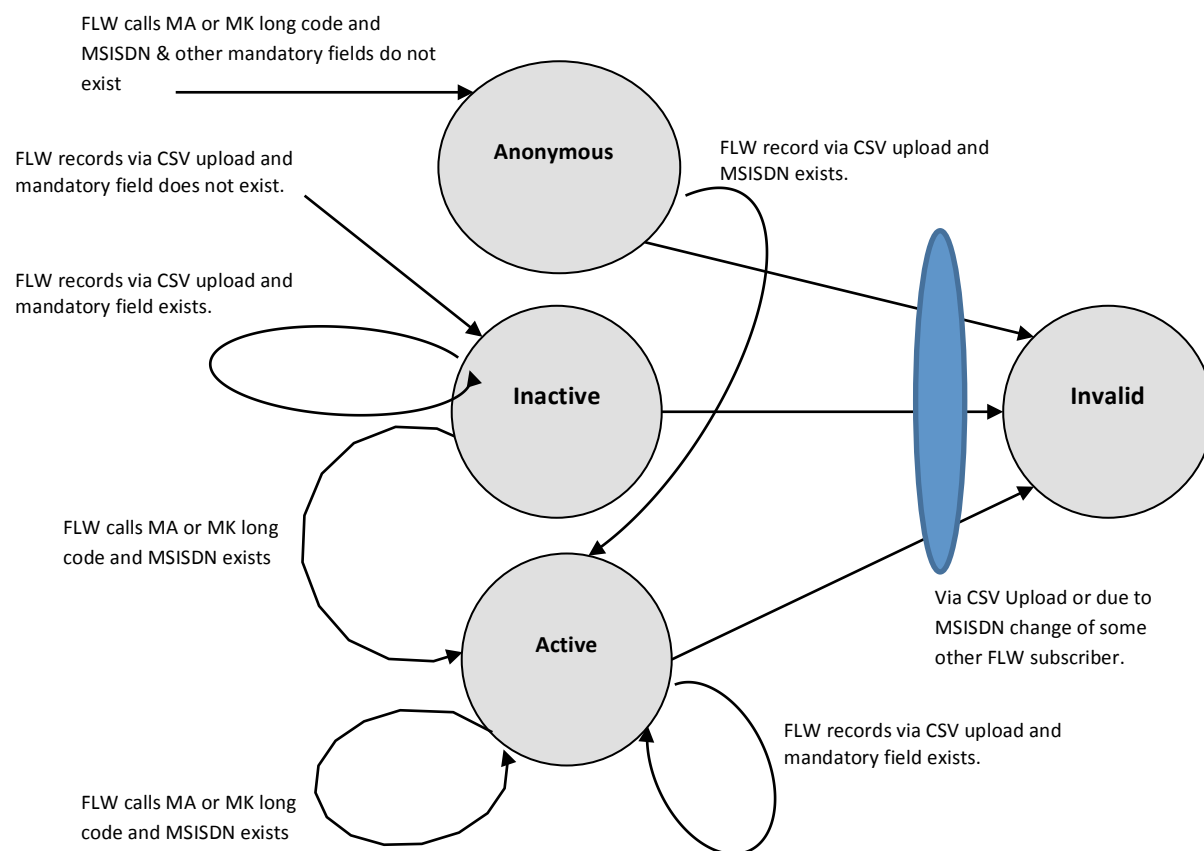 FLW calls MA or MK long code and
MSISDN & other mandatory fields do not
exist
Anonymous
FLW record via CSV upload and
MSISDN exists.
FLW records via CSV upload and
mandatory field does not exist.
FLW records via CSV upload and
mandatory field exists.
Inactive
Invalid
FLW calls MA or MK long
code and MSISDN exists
Active
Via CSV Upload or due to
MSISDN change of some
other FLW subscriber.
FLW records via CSV upload and
mandatory field exists.
FLW calls MA or MK long
code and MSISDN exists